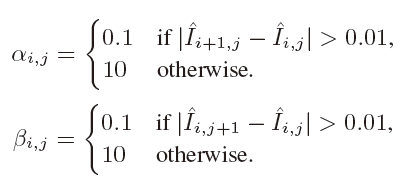 α_{i,j} = { 0.1 if |Î_{i+1,j} − Î_{i,j}| > 0.01,
10 otherwise.
β_{i,j} = { 0.1 if |Î_{i,j+1} − Î_{i,j}| > 0.01,
10 otherwise.